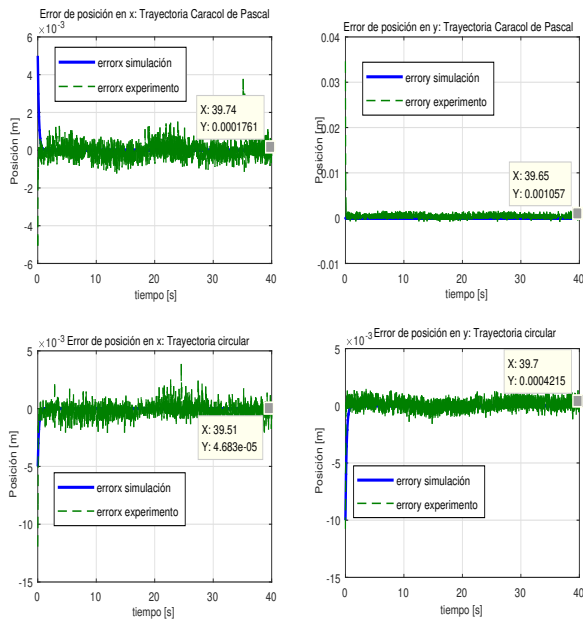 Error de posición en x: Trayectoria Caracol de Pascal
×10⁻³
6
4
2
0
-2
-4
-6
0
10
20
30
40
Posición [m]
tiempo [s]
errorx simulación
errorx experimento
X: 39.74
Y: 0.0001761
Error de posición en y: Trayectoria Caracol de Pascal
0.04
0.03
0.02
0.01
0
-0.01
0
10
20
30
40
Posición [m]
tiempo [s]
errory simulación
errory experimento
X: 39.65
Y: 0.001057
Error de posición en x: Trayectoria circular
×10⁻³
5
0
-5
-10
-15
0
10
20
30
40
Posición [m]
tiempo [s]
X: 39.51
Y: 4.683e-05
errorx simulación
errorx experimento
Error de posición en y: Trayectoria circular
×10⁻³
5
0
-5
-10
-15
0
10
20
30
40
Posición [m]
tiempo [s]
X: 39.7
Y: 0.0004215
errory simulación
errory experimento